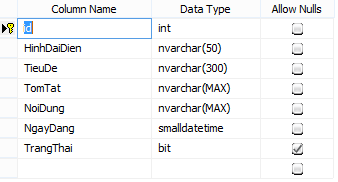 Column Name Data Type Allow Nulls
id int
HinhDaiDien nvarchar(50)
TieuDe nvarchar(300)
TomTat nvarchar(MAX)
NoiDung nvarchar(MAX)
NgayDang smalldatetime
TrangThai bit